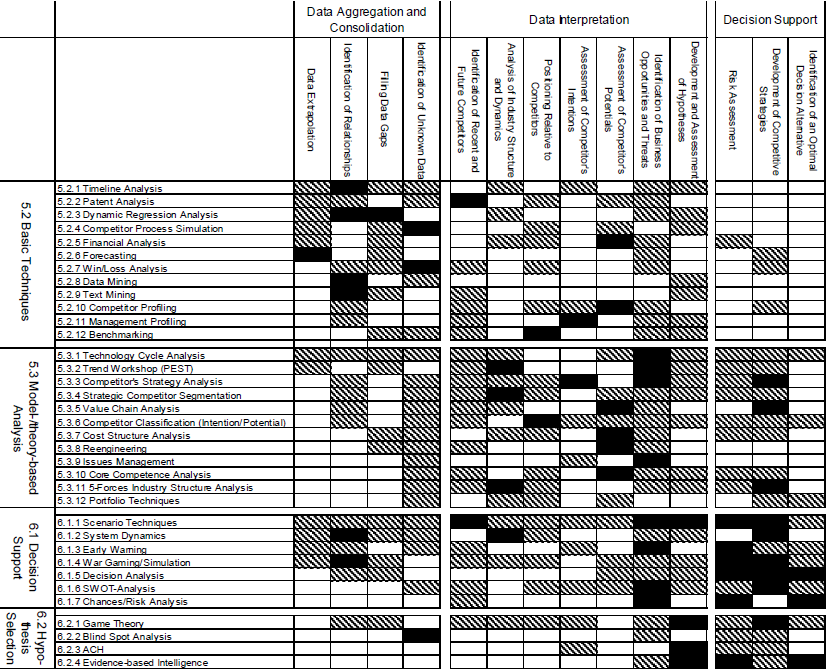 Data Aggregation and
Consolidation
Data Interpretation
Decision Support
Data Extrapolation
Identification of
Relationships
Filling Data Gaps
Identification of Unknown Data
Identification of Recent and
Future Competitors
Analysis of Industry Structure
and Dynamics
Positioning Relative to
Competitors
Assessment of Competitor's
Intentions
Assessment of Competitor's
Potentials
Identification of Business
Opportunities and Threats
Development and Assessment
of Hypotheses
Risk Assessment
Development of Competitive
Strategies
Identification of an Optimal
Decision Alternative
5.2 Basic Techniques
5.2.1 Timeline Analysis
5.2.2 Patent Analysis
5.2.3 Dynamic Regression Analysis
5.2.4 Competitor Process Simulation
5.2.5 Financial Analysis
5.2.6 Forecasting
5.2.7 Win/Loss Analysis
5.2.8 Data Mining
5.2.9 Text Mining
5.2.10 Competitor Profiling
5.2.11 Management Profiling
5.2.12 Benchmarking
5.3 Model-/theory-based
Analysis
5.3.1 Technology Cycle Analysis
5.3.2 Trend Workshop (PEST)
5.3.3 Competitor's Strategy Analysis
5.3.4 Strategic Competitor Segmentation
5.3.5 Value Chain Analysis
5.3.6 Competitor Classification (Intention/Potential)
5.3.7 Cost Structure Analysis
5.3.8 Reengineering
5.3.9 Issues Management
5.3.10 Core Competence Analysis
5.3.11 5-Forces Industry Structure Analysis
5.3.12 Portfolio Techniques
6.1 Decision
Support
6.1.1 Scenario Techniques
6.1.2 System Dynamics
6.1.3 Early Warning
6.1.4 War Gaming/Simulation
6.1.5 Decision Analysis
6.1.6 SWOT-Analysis
6.1.7 Chances/Risk Analysis
6.2 Hypo-
thesis
Selection
6.2.1 Game Theory
6.2.2 Blind Spot Analysis
6.2.3 ACH
6.2.4 Evidence-based Intelligence